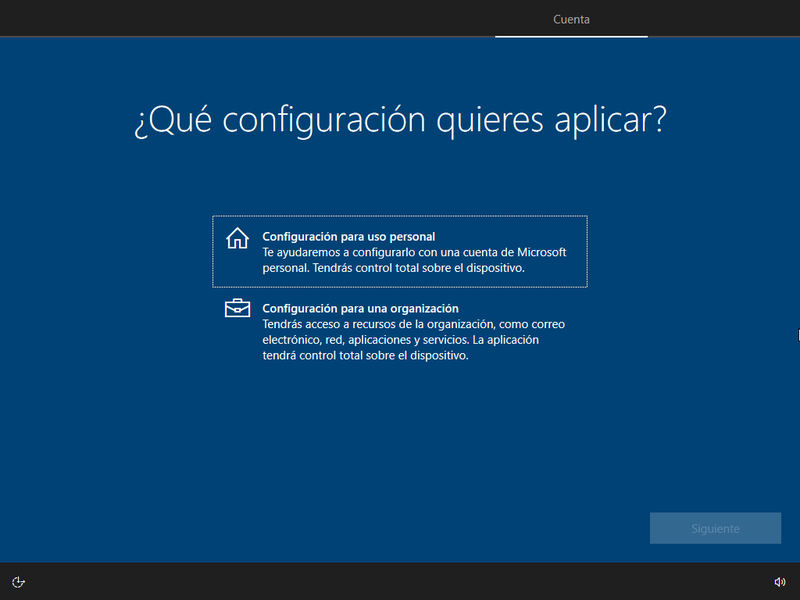 Cuenta
¿Qué configuración quieres aplicar?
Configuración para uso personal
Te ayudaremos a configurarlo con una cuenta de Microsoft
personal. Tendrás control total sobre el dispositivo.
Configuración para una organización
Tendrás acceso a recursos de la organización, como correo
electrónico, red, aplicaciones y servicios. La aplicación
tendrá control total sobre el dispositivo.
Siguiente